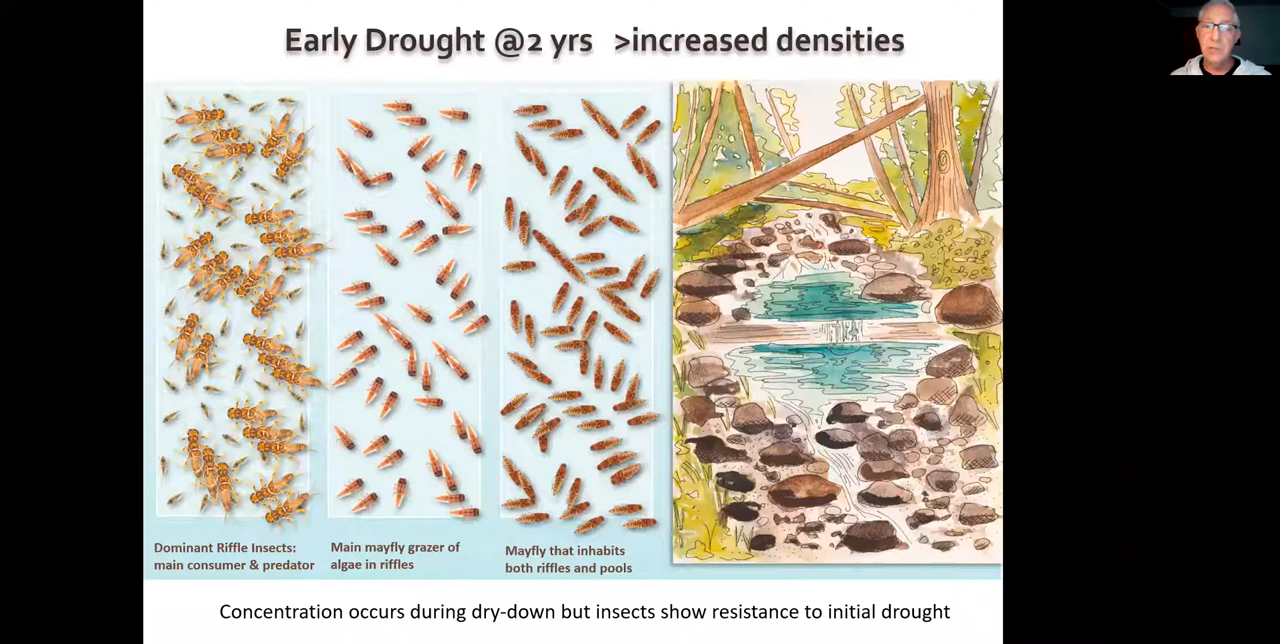 Early Drought @2 yrs >increased densities
Dominant Riffle Insects:
main consumer & predator
Main mayfly grazer of
algae in riffles
Mayfly that inhabits
both riffles and pools
Concentration occurs during dry-down but insects show resistance to initial drought